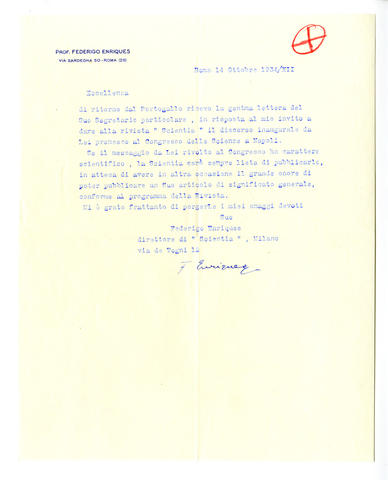 PROF. FEDERIGO ENRIQUES
VIA SARDEGNA 50 - ROMA (25)
Roma 14 Ottobre 1934/XII
Eccellenza
di ritorno dal Portogallo ricevo la gentma lettera del
Suo Segretario particolare , in risposta al mio invito a
dare alla rivista " Scientia " il discorso inaugurale da
Lei promesso al Congresso delle Scienze a Napoli.
Se il messaggio da Lei rivolto al Congresso ha carattere
scientifico , la Scientia sarà sempre lieta di pubblicarlo,
in attesa di avere in altra occasione il grande onore di
poter pubblicare un Suo articolo di significato generale,
conforme al programma della Rivista.
Mi è grato frattanto di porgerLe i miei omaggi devoti
Suo
Federigo Enriques
direttore di " Scientia " , Milano
via de Togni 12
F Enriques